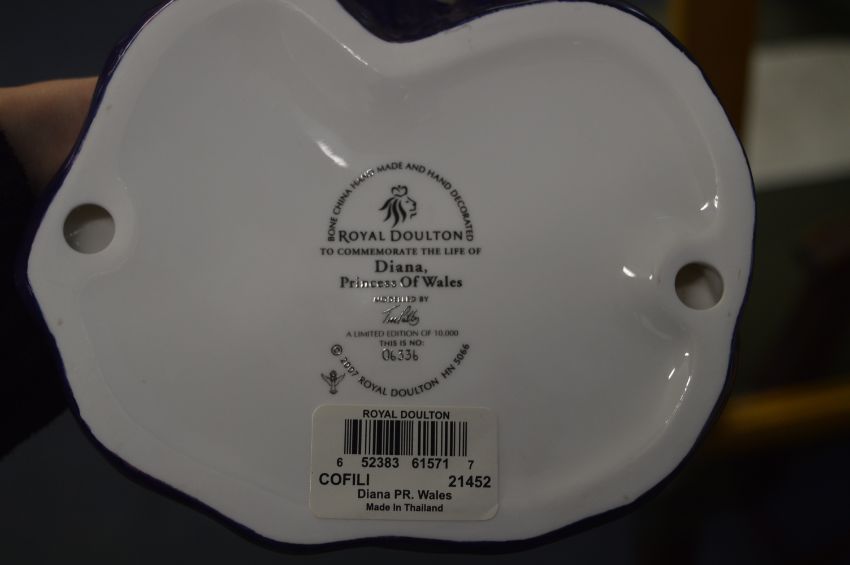 BONE CHINA HAND MADE AND HAND DECORATED
ROYAL DOULTON
TO COMMEMORATE THE LIFE OF
Diana,
Princess Of Wales
MODELLED BY
A LIMITED EDITION OF 10,000
THIS IS NO:
06336
© 2007 ROYAL DOULTON HN 5066
ROYAL DOULTON
6 52383 61571 7
COFILI 21452
Diana PR. Wales
Made In Thailand